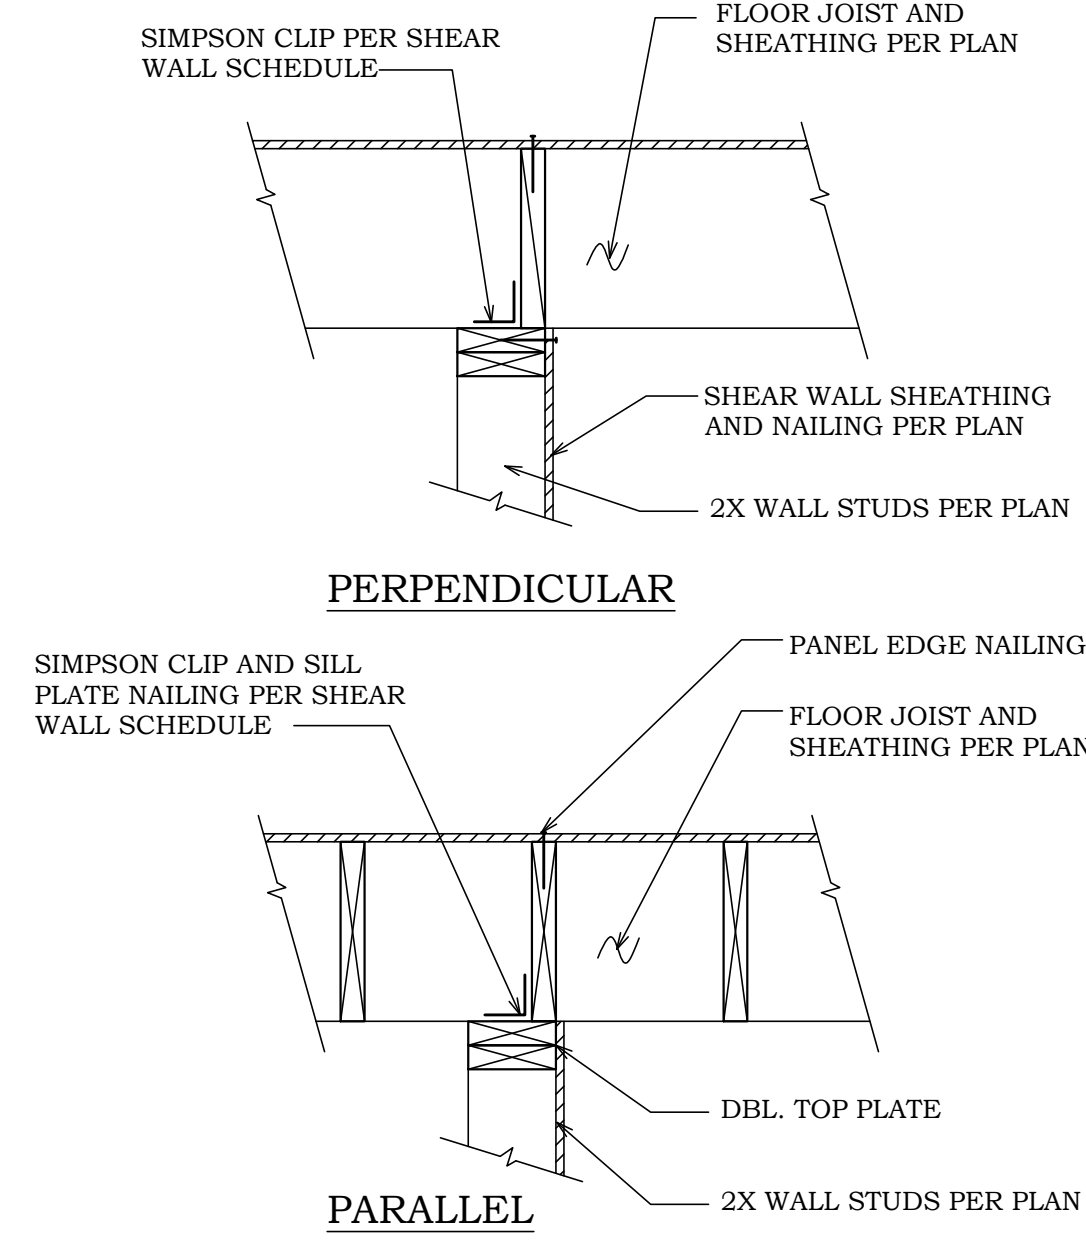 SIMPSON CLIP PER SHEAR
WALL SCHEDULE
FLOOR JOIST AND
SHEATHING PER PLAN
SHEAR WALL SHEATHING
AND NAILING PER PLAN
2X WALL STUDS PER PLAN
PERPENDICULAR
SIMPSON CLIP AND SILL
PLATE NAILING PER SHEAR
WALL SCHEDULE
PANEL EDGE NAILING
FLOOR JOIST AND
SHEATHING PER PLAN
DBL. TOP PLATE
2X WALL STUDS PER PLAN
PARALLEL